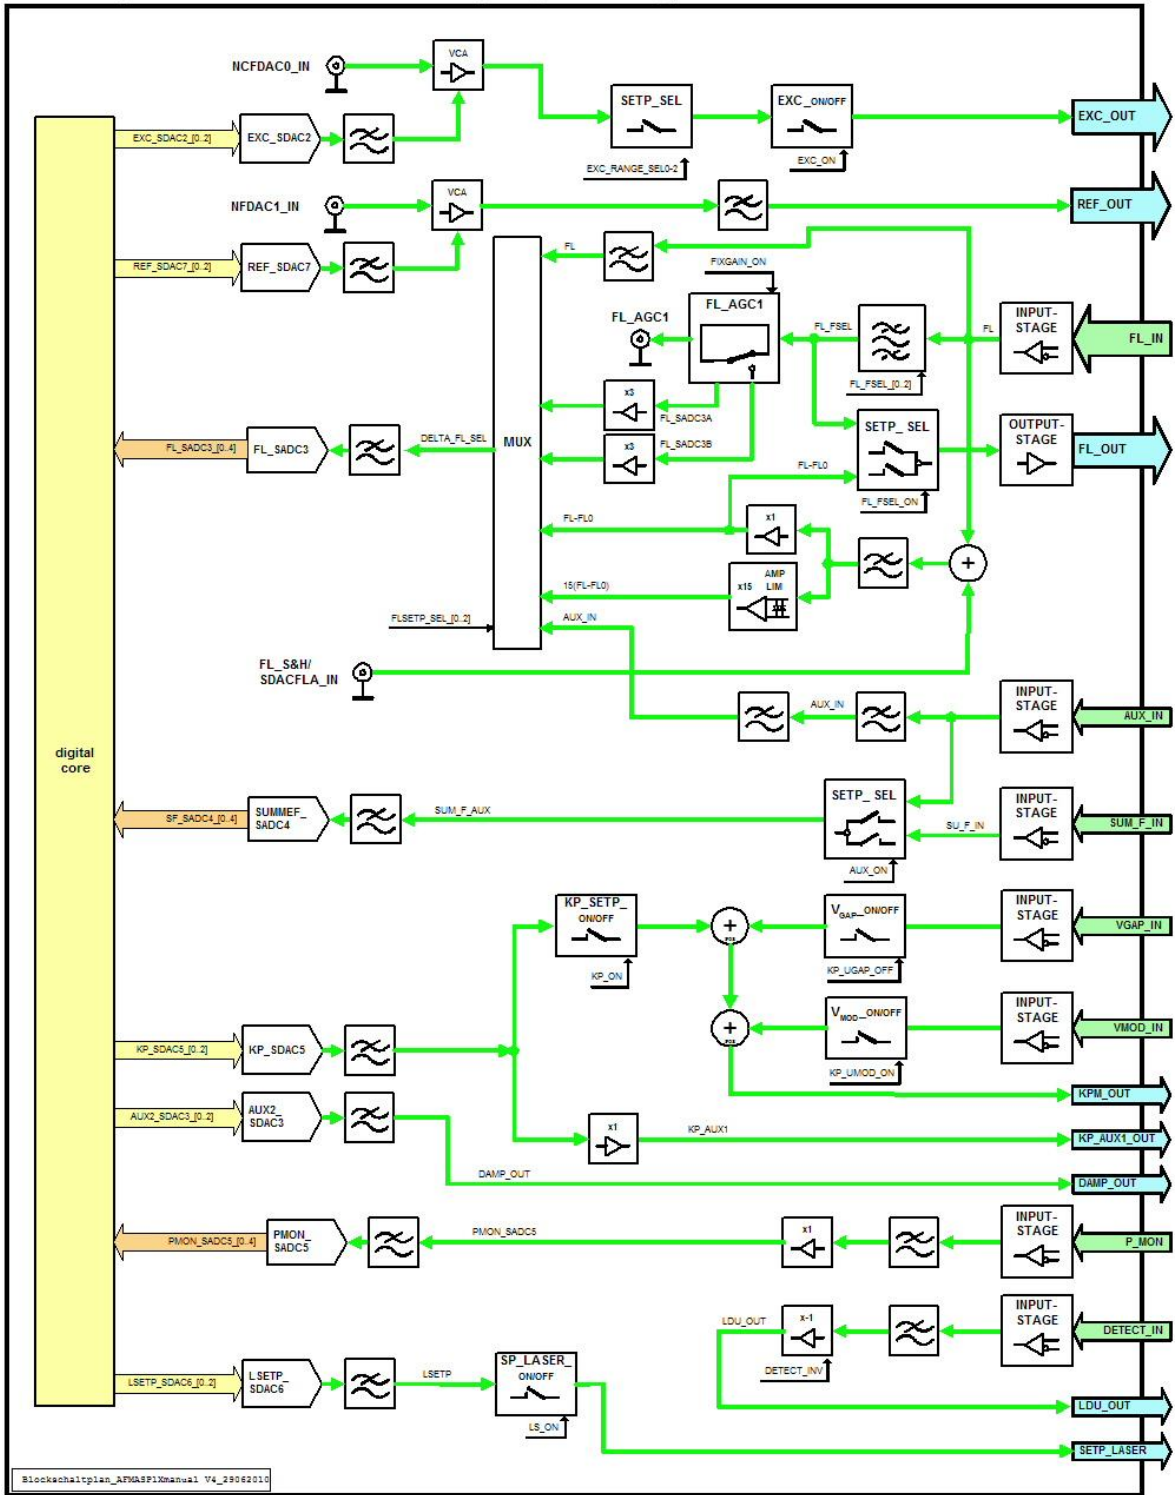 NCFDAC0_IN
VCA
SETP_SEL
EXC_ON/OFF
EXC_OUT
EXC_SDAC2_[0..2]
EXC_SDAC2
EXC_RANGE_SEL0-2
EXC_ON
NFDAC1_IN
VCA
REF_OUT
REF_SDAC7_[0..2]
REF_SDAC7
FL
FIXGAIN_ON
FL_AGC1
FL_AGC1
FL_FSEL
FL
INPUT-
STAGE
FL_IN
FL_FSEL_[0..2]
x3
FL_SADC3A
MUX
SETP_ SEL
OUTPUT-
STAGE
FL_OUT
FL_SADC3_[0..4]
FL_SADC3
DELTA_FL_SEL
x3
FL_SADC3B
FL-FL0
FL_FSEL_ON
FL-FL0
x1
+
15(FL-FL0)
x15
AMP
LIM
FLSETP_SEL_[0..2]
AUX_IN
FL_S&H/
SDACFLA_IN
AUX_IN
INPUT-
STAGE
AUX_IN
digital
core
SF_SADC4_[0..4]
SUMMEF_
SADC4
SUM_F_AUX
SETP_ SEL
SU_F_IN
INPUT-
STAGE
SUM_F_IN
AUX_ON
KP_SETP_
ON/OFF
KP_ON
+
VGAP_ON/OFF
KP_UGAP_OFF
INPUT-
STAGE
VGAP_IN
+
VMOD_ON/OFF
KP_UMOD_ON
INPUT-
STAGE
VMOD_IN
KP_SDAC5_[0..2]
KP_SDAC5
KPM_OUT
AUX2_SDAC3_[0..2]
AUX2_
SDAC3
x1
KP_AUX1
KP_AUX1_OUT
DAMP_OUT
DAMP_OUT
PMON_SADC5_[0..4]
PMON_
SADC5
PMON_SADC5
x1
INPUT-
STAGE
P_MON
LDU_OUT
x-1
DETECT_INV
INPUT-
STAGE
DETECT_IN
LSETP_SDAC6_[0..2]
LSETP_
SDAC6
LSETP
SP_LASER_
ON/OFF
LS_ON
LDU_OUT
SETP_LASER
Blockschaltplan_AFMASP1Xmanual V4_29062010